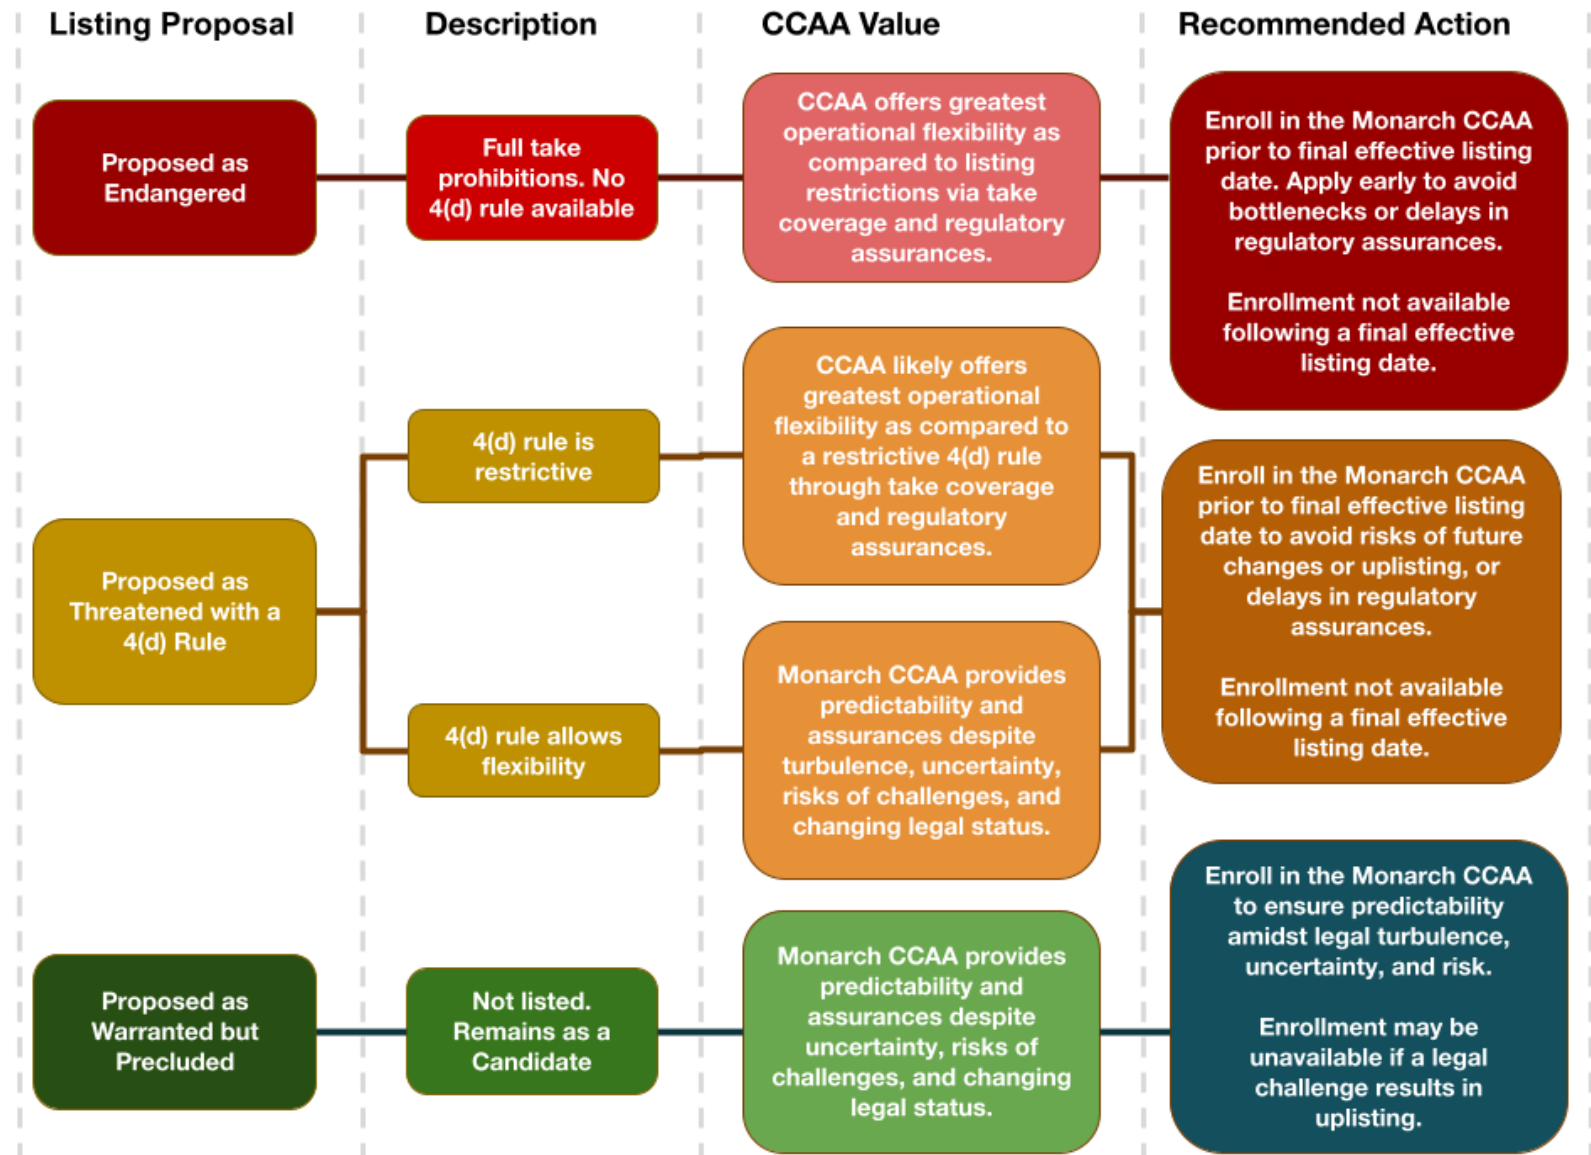 Listing Proposal
Description
CCAA Value
Recommended Action
Proposed as
Endangered
Full take
prohibitions. No
4(d) rule available
CCAA offers greatest
operational flexibility as
compared to listing
restrictions via take
coverage and regulatory
assurances.
Enroll in the Monarch CCAA
prior to final effective listing
date. Apply early to avoid
bottlenecks or delays in
regulatory assurances.
Enrollment not available
following a final effective
listing date.
Proposed as
Threatened with a
4(d) Rule
4(d) rule is
restrictive
CCAA likely offers
greatest operational
flexibility as compared to
a restrictive 4(d) rule
through take coverage
and regulatory
assurances.
4(d) rule allows
flexibility
Monarch CCAA provides
predictability and
assurances despite
turbulence, uncertainty,
risks of challenges, and
changing legal status.
Enroll in the Monarch CCAA
prior to final effective listing
date to avoid risks of future
changes or uplisting, or
delays in regulatory
assurances.
Enrollment not available
following a final effective
listing date.
Proposed as
Warranted but
Precluded
Not listed.
Remains as a
Candidate
Monarch CCAA provides
predictability and
assurances despite
uncertainty, risks of
challenges, and changing
legal status.
Enroll in the Monarch CCAA
to ensure predictability
amidst legal turbulence,
uncertainty, and risk.
Enrollment may be
unavailable if a legal
challenge results in
uplisting.